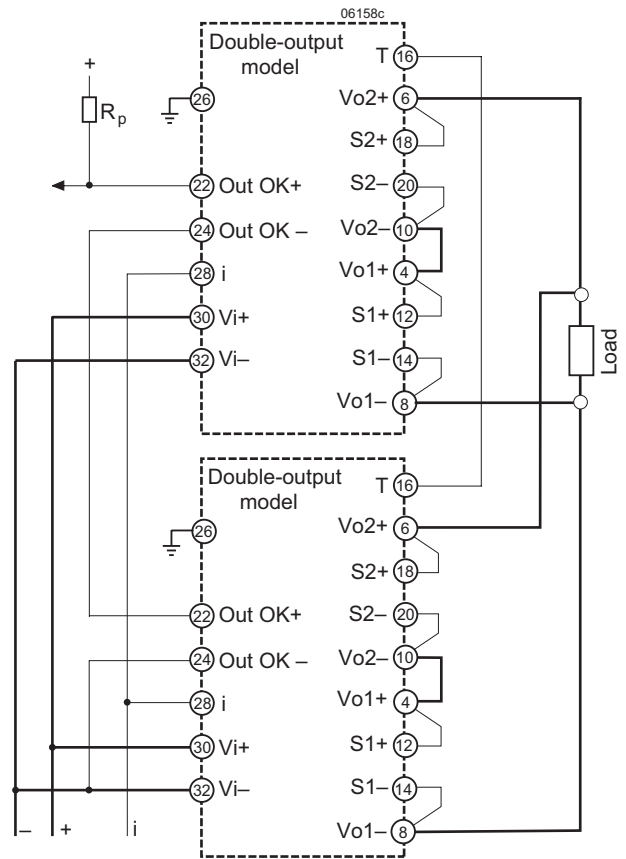 06158c
Double-output
model
T 16
+
Rp
26
Vo2+ 6
S2+ 18
22 Out OK+
S2– 20
24 Out OK –
Vo2– 10
28 i
Vo1+ 4
30 Vi+
S1+ 12
32 Vi–
S1– 14
Vo1– 8
Load
Double-output
model
T 16
26
Vo2+ 6
S2+ 18
22 Out OK+
S2– 20
24 Out OK –
Vo2– 10
28 i
Vo1+ 4
30 Vi+
S1+ 12
32 Vi–
S1– 14
– + i
Vo1– 8